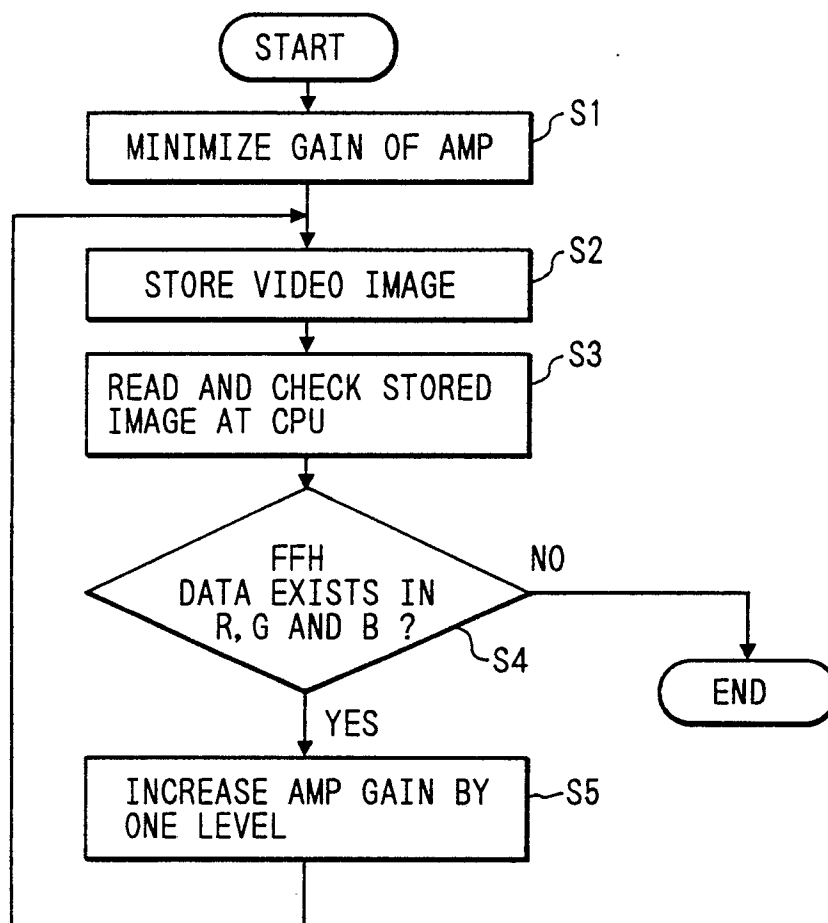 START
S1
MINIMIZE GAIN OF AMP
S2
STORE VIDEO IMAGE
S3
READ AND CHECK STORED
IMAGE AT CPU
FFH
DATA EXISTS IN
R, G AND B ?
NO
S4
END
YES
S5
INCREASE AMP GAIN BY
ONE LEVEL